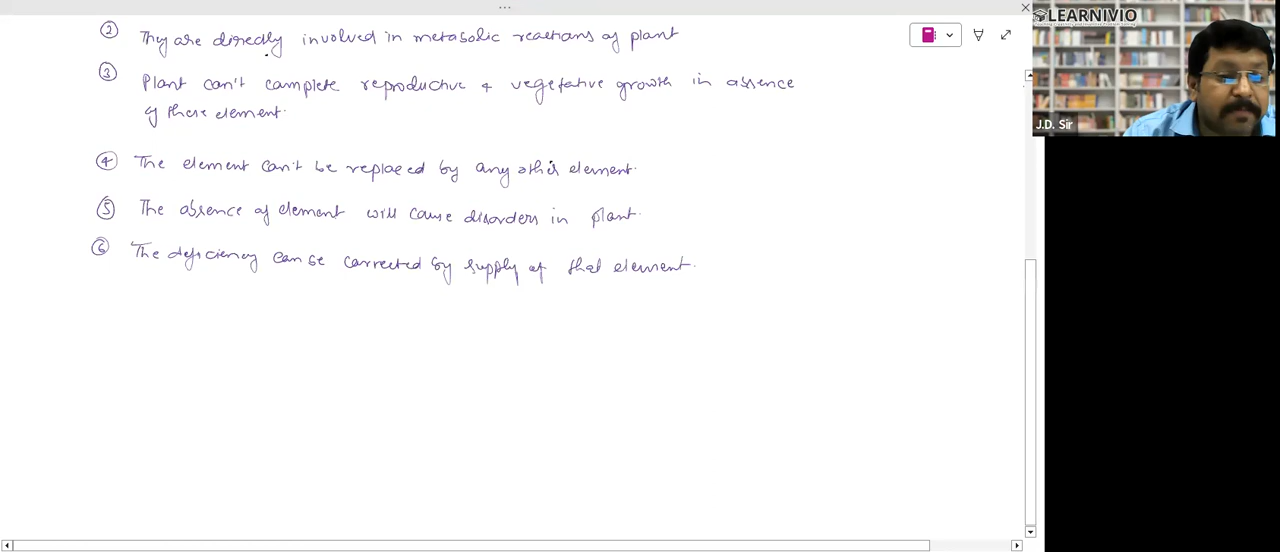 LEARNIVIO
② They are directly involved in metabolic reactions of plant
③ Plant can't complete reproductive & vegetative growth in absence
of these element.
J.D. Sir
④ The element can't be replaced by any other element.
⑤ The absence of element will cause disorders in plant.
⑥ The deficiency can be corrected by supply of that element.